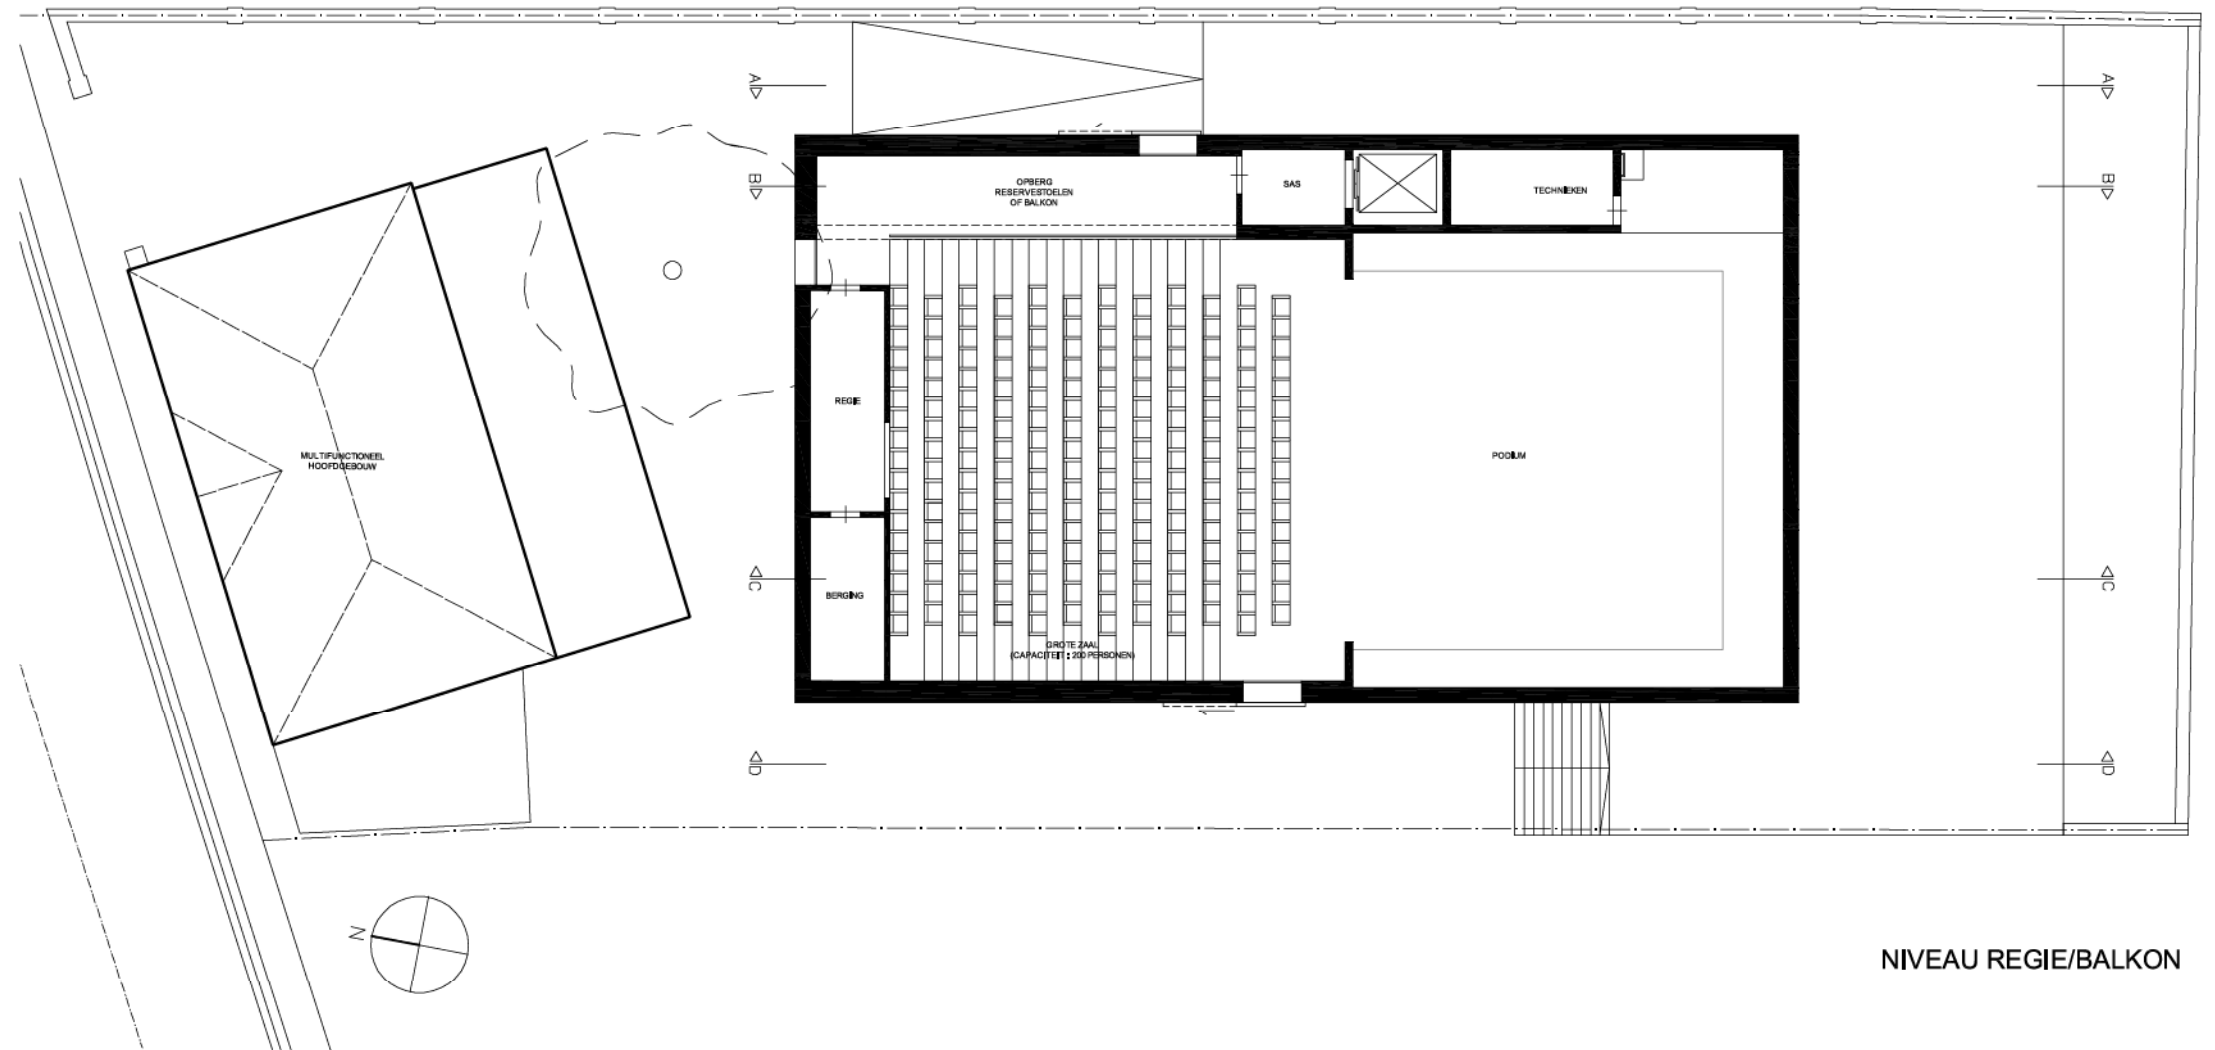 A
A
B
B
OPBERG
RESERVESTOELEN
OF BALKON
SAS
TECHNIEKEN
REGIE
MULTIFUNCTIONEEL
HOOFDGEBOUW
PODIUM
C
C
BERGING
GROTE ZAAL
(CAPACITEIT : 200 PERSONEN)
D
D
N
NIVEAU REGIE/BALKON